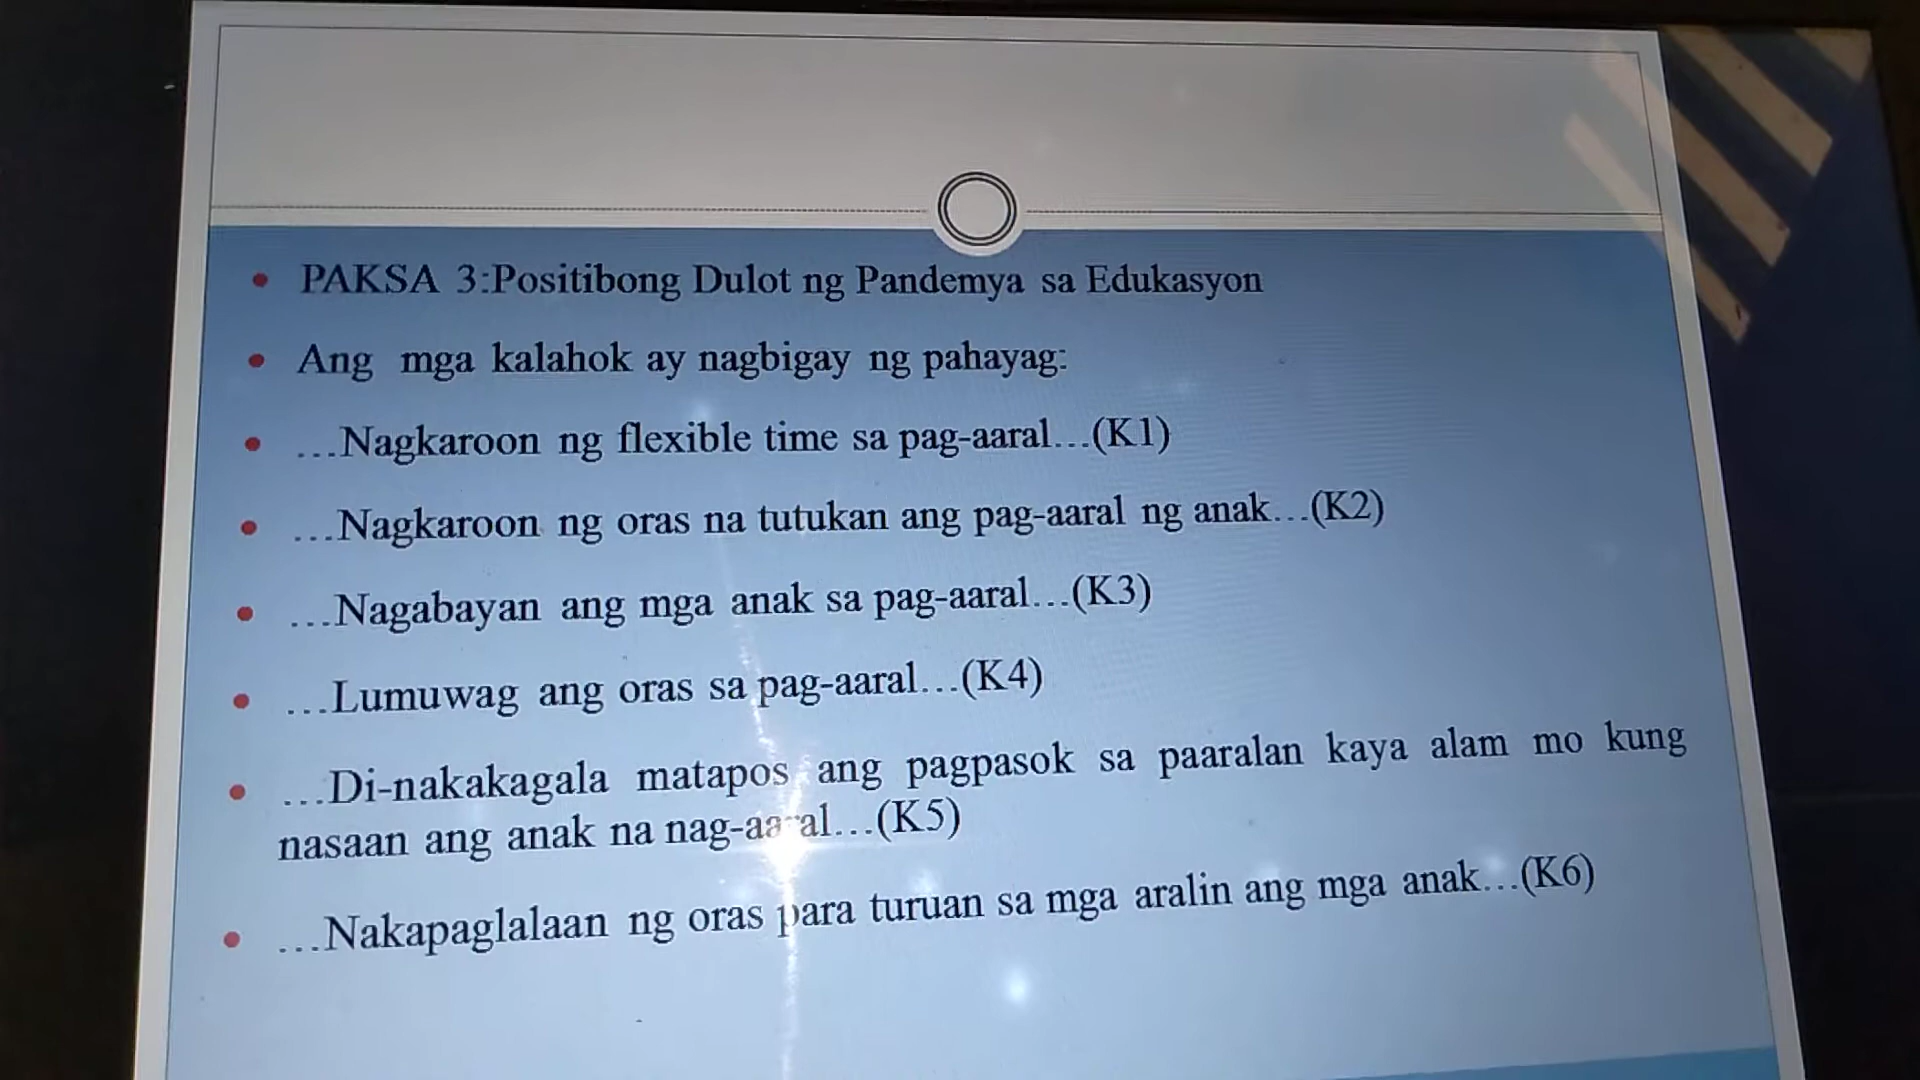 PAKSA 3:Positibong Dulot ng Pandemya sa Edukasyon
Ang mga kalahok ay nagbigay ng pahayag:
...Nagkaroon ng flexible time sa pag-aaral...(K1)
...Nagkaroon ng oras na tutukan ang pag-aaral ng anak...(K2)
...Nagabayan ang mga anak sa pag-aaral...(K3)
...Lumuwag ang oras sa pag-aaral...(K4)
...Di-nakakagala matapos ang pagpasok sa paaralan kaya alam mo kung
nasaan ang anak na nag-aaral...(K5)
...Nakapaglalaan ng oras para turuan sa mga aralin ang mga anak...(K6)